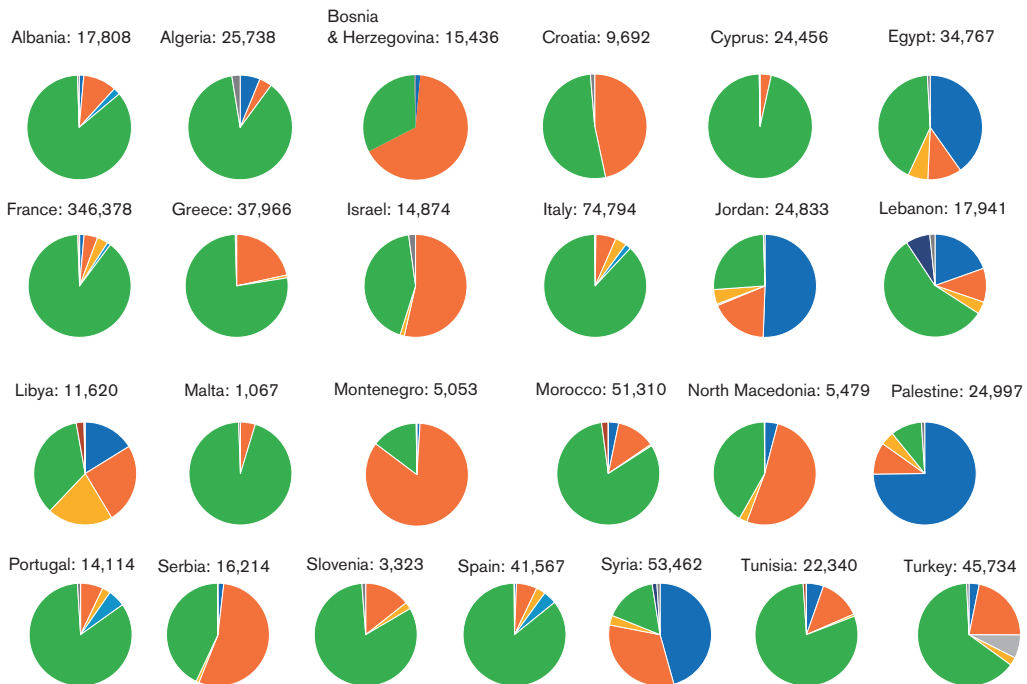 Albania: 17,808
Algeria: 25,738
Bosnia
& Herzegovina: 15,436
Croatia: 9,692
Cyprus: 24,456
Egypt: 34,767
France: 346,378
Greece: 37,966
Israel: 14,874
Italy: 74,794
Jordan: 24,833
Lebanon: 17,941
Libya: 11,620
Malta: 1,067
Montenegro: 5,053
Morocco: 51,310
North Macedonia: 5,479
Palestine: 24,997
Portugal: 14,114
Serbia: 16,214
Slovenia: 3,323
Spain: 41,567
Syria: 53,462
Tunisia: 22,340
Turkey: 45,734